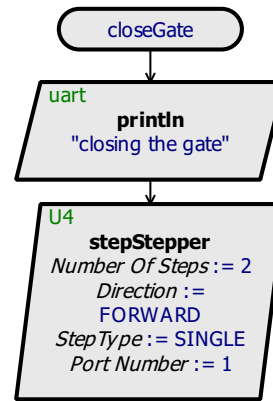 closeGate
uart
println
"closing the gate"
U4
stepStepper
Number Of Steps := 2
Direction :=
FORWARD
StepType := SINGLE
Port Number := 1